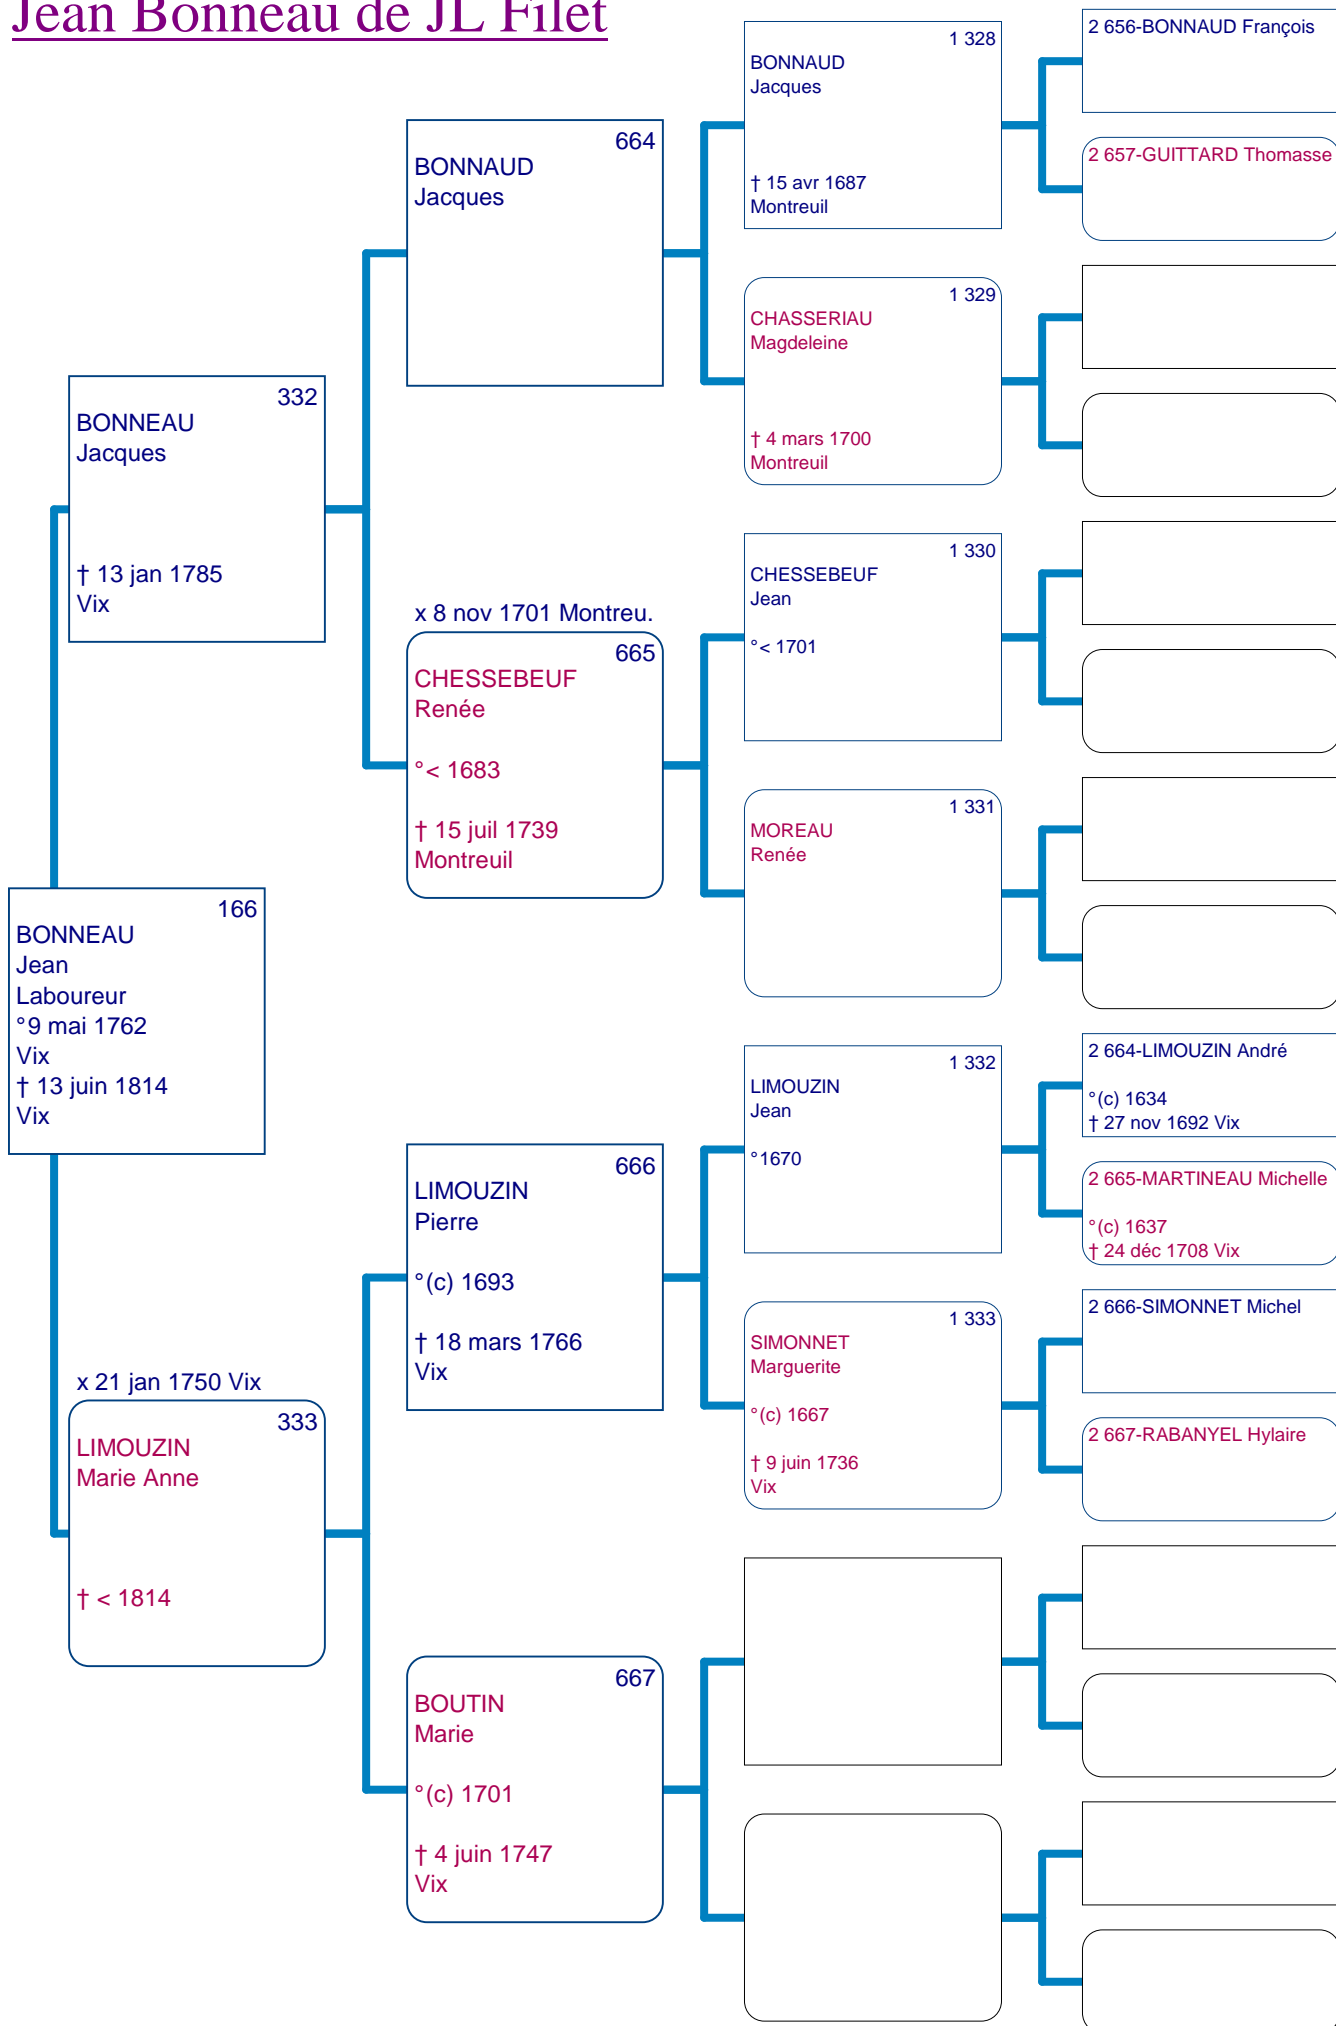 Jean Bonneau de JL Filet
166
BONNEAU
Jean
Laboureur
°9 mai 1762
Vix
† 13 juin 1814
Vix
332
BONNEAU
Jacques
† 13 jan 1785
Vix
x 21 jan 1750 Vix
333
LIMOUZIN
Marie Anne
† < 1814
664
BONNAUD
Jacques
x 8 nov 1701 Montreu.
665
CHESSEBEUF
Renée
°< 1683
† 15 juil 1739
Montreuil
666
LIMOUZIN
Pierre
°(c) 1693
† 18 mars 1766
Vix
667
BOUTIN
Marie
°(c) 1701
† 4 juin 1747
Vix
1 328
BONNAUD
Jacques
† 15 avr 1687
Montreuil
1 329
CHASSERIAU
Magdeleine
† 4 mars 1700
Montreuil
1 330
CHESSEBEUF
Jean
°< 1701
1 331
MOREAU
Renée
1 332
LIMOUZIN
Jean
°1670
1 333
SIMONNET
Marguerite
°(c) 1667
† 9 juin 1736
Vix
2 656-BONNAUD François
2 657-GUITTARD Thomasse
2 664-LIMOUZIN André
°(c) 1634
† 27 nov 1692 Vix
2 665-MARTINEAU Michelle
°(c) 1637
† 24 déc 1708 Vix
2 666-SIMONNET Michel
2 667-RABANYEL Hylaire